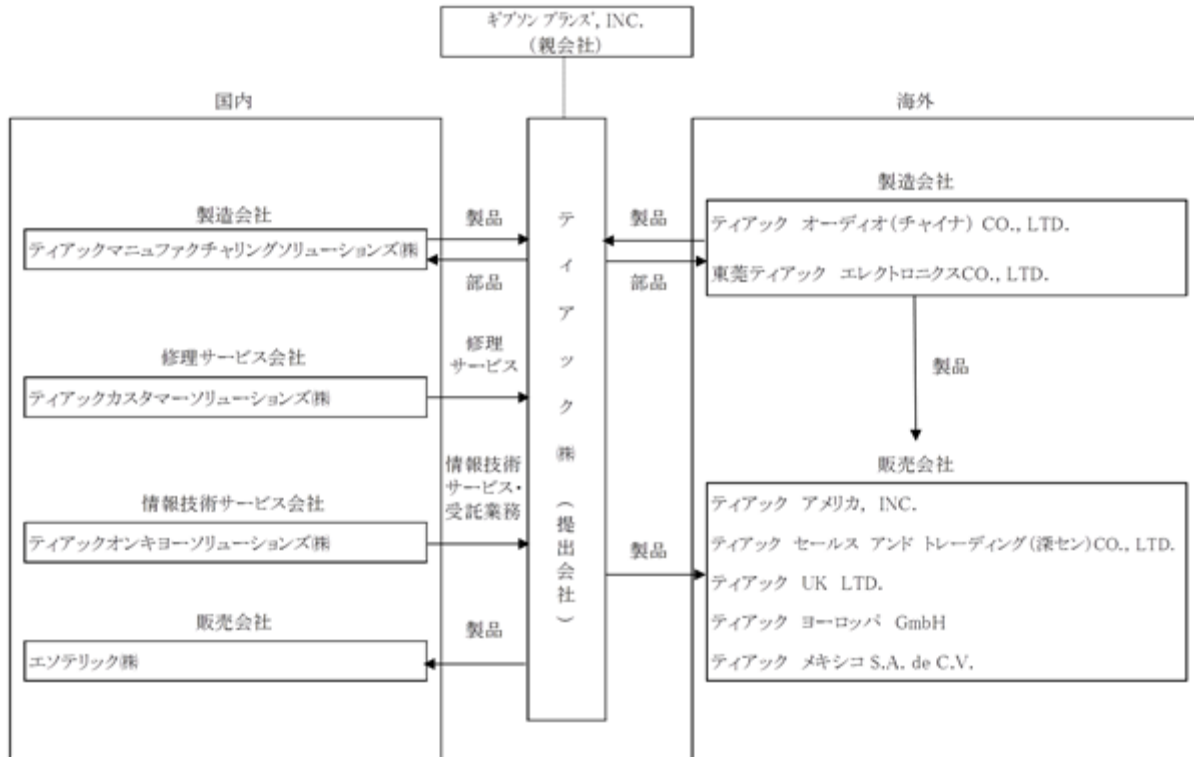 ギブソン ブランズ, INC.
(親会社)
国内
海外
製造会社
ティアックマニュファクチャリングソリューションズ㈱
製品
部品
修理サービス会社
ティアックカスタマーソリューションズ㈱
修理
サービス
情報技術サービス会社
ティアックオンキヨーソリューションズ㈱
情報技術
サービス・
受託業務
販売会社
エソテリック㈱
製品
ティアック㈱(提出会社)
製品
部品
製造会社
ティアック オーディオ(チャイナ) CO., LTD.
東莞ティアック エレクトロニクスCO., LTD.
製品
製品
販売会社
ティアック アメリカ, INC.
ティアック セールス アンド トレーディング(深セン)CO., LTD.
ティアック UK LTD.
ティアック ヨーロッパ GmbH
ティアック メキシコ S.A. de C.V.